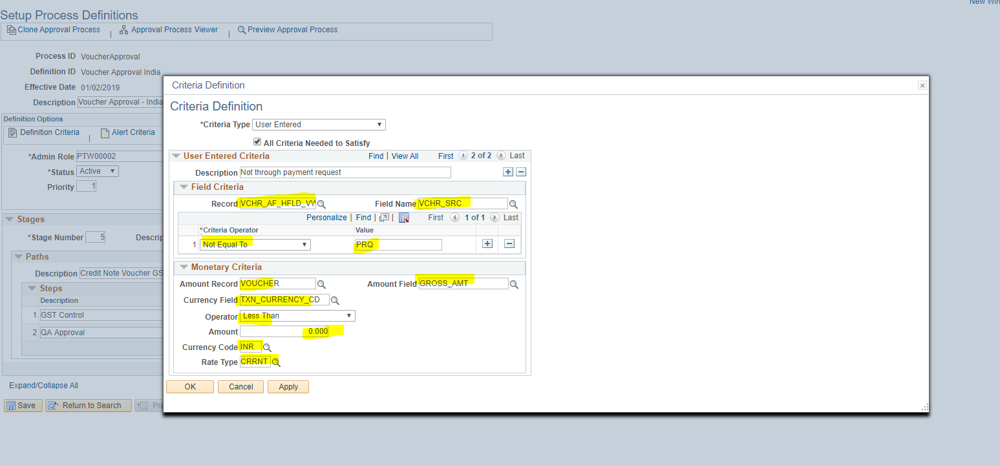 New Win
Setup Process Definitions
Clone Approval Process | Approval Process Viewer | Preview Approval Process
Process ID VoucherApproval
Definition ID Voucher Approval India
Effective Date 01/02/2019
Description Voucher Approval - India
Definition Options
Definition Criteria | Alert Criteria
*Admin Role PTW00002
*Status Active
Priority 1
Stages
*Stage Number 5 Descrip
Paths
Description Credit Note Voucher GS
Steps
Description
1 GST Control
2 QA Approval
Expand/Collapse All
Save Return to Search Pre
Criteria Definition
Criteria Definition
*Criteria Type User Entered
All Criteria Needed to Satisfy
User Entered Criteria Find | View All First 2 of 2 Last
Description Not through payment request
Field Criteria
Record VCHR_AF_HFLD_VW Field Name VCHR_SRC
Personalize | Find | First 1 of 1 Last
*Criteria Operator Value
1 Not Equal To PRQ
Monetary Criteria
Amount Record VOUCHER Amount Field GROSS_AMT
Currency Field TXN_CURRENCY_CD
Operator Less Than
Amount 0.000
Currency Code INR
Rate Type CRRNT
OK Cancel Apply